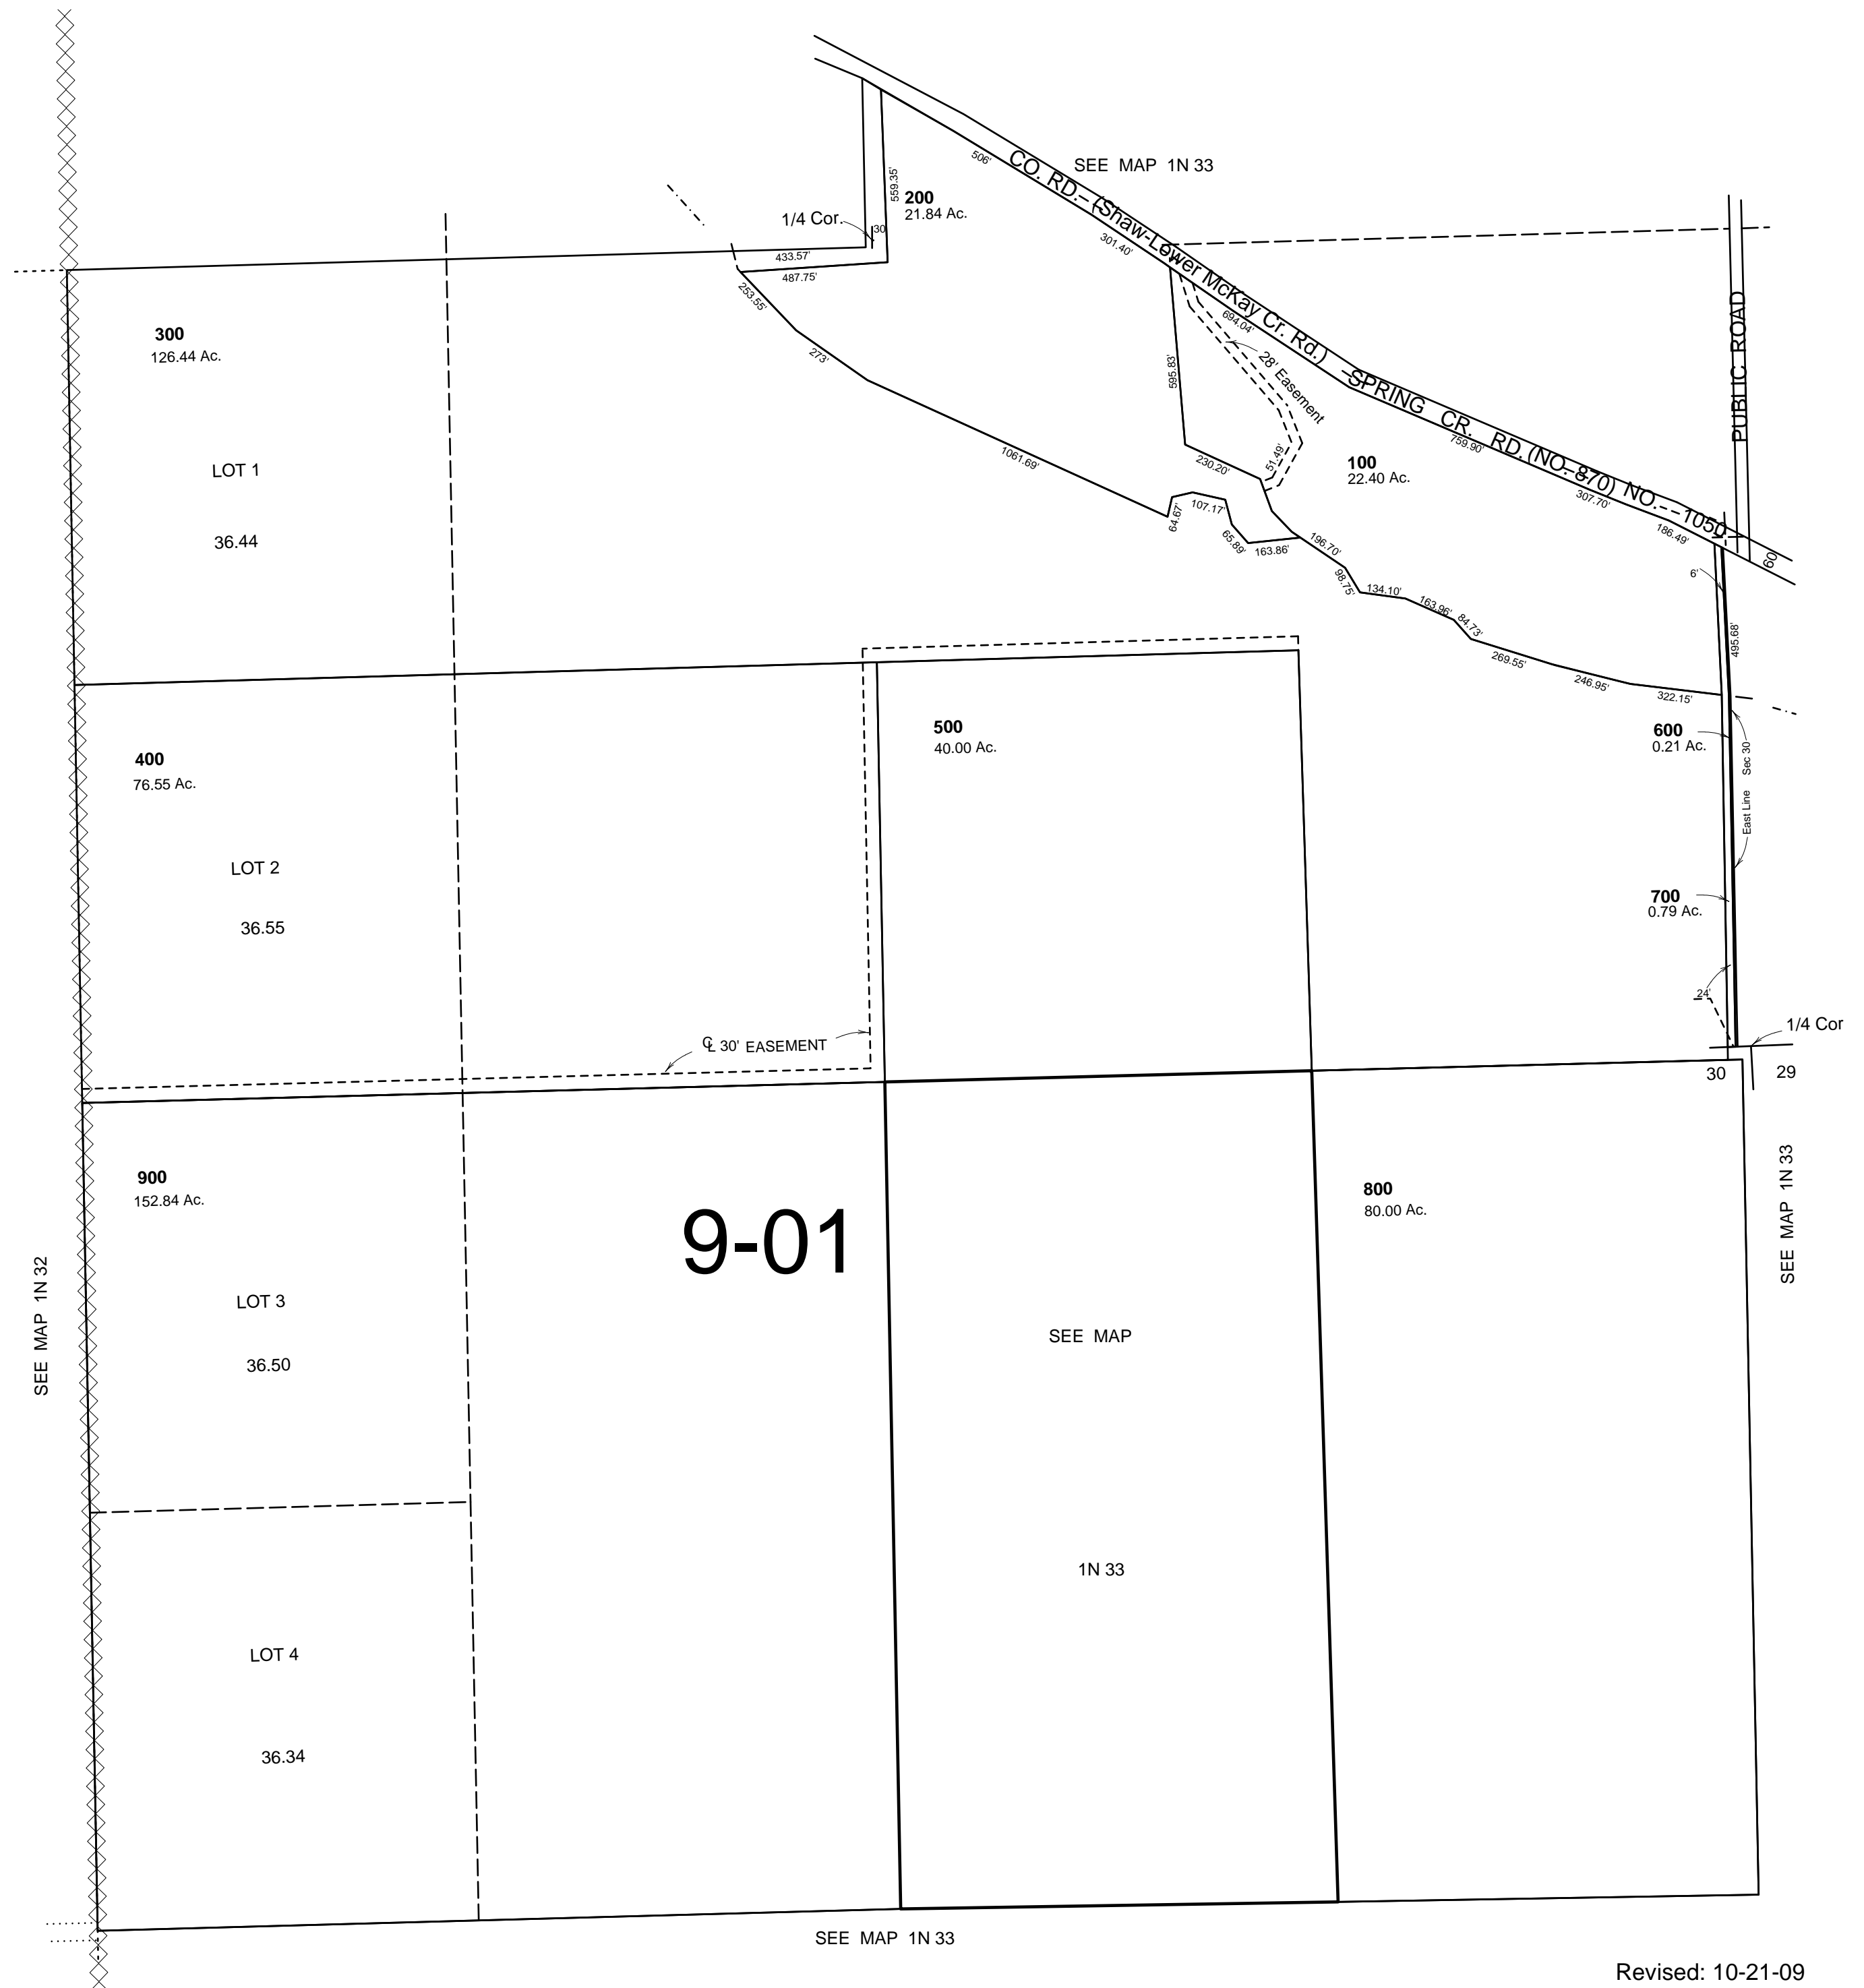 SEE MAP 1N 33
CO. RD.- (Shaw-Lower McKay Cr. Rd.) -SPRING CR. RD. (NO. 870) NO.---1050
60
PUBLIC ROAD
506'
301.40'
694.04'
759.90'
307.70'
186.49'
559.35'
200
21.84 Ac.
1/4 Cor.
30
433.57'
487.75'
253.55'
273'
1061.69'
595.83'
28' Easement
51.49'
230.20'
64.67'
107.17'
65.89'
163.86'
100
22.40 Ac.
196.70'
98.75'
134.10'
163.96'
84.73'
269.55'
246.95'
322.15'
6'
495.68'
300
126.44 Ac.
LOT 1
36.44
400
76.55 Ac.
LOT 2
36.55
500
40.00 Ac.
600
0.21 Ac.
East Line Sec 30
700
0.79 Ac.
24'
1/4 Cor
30
29
℄ 30' EASEMENT
900
152.84 Ac.
LOT 3
36.50
9-01
SEE MAP
1N 33
800
80.00 Ac.
SEE MAP 1N 33
SEE MAP 1N 32
LOT 4
36.34
SEE MAP 1N 33
Revised: 10-21-09